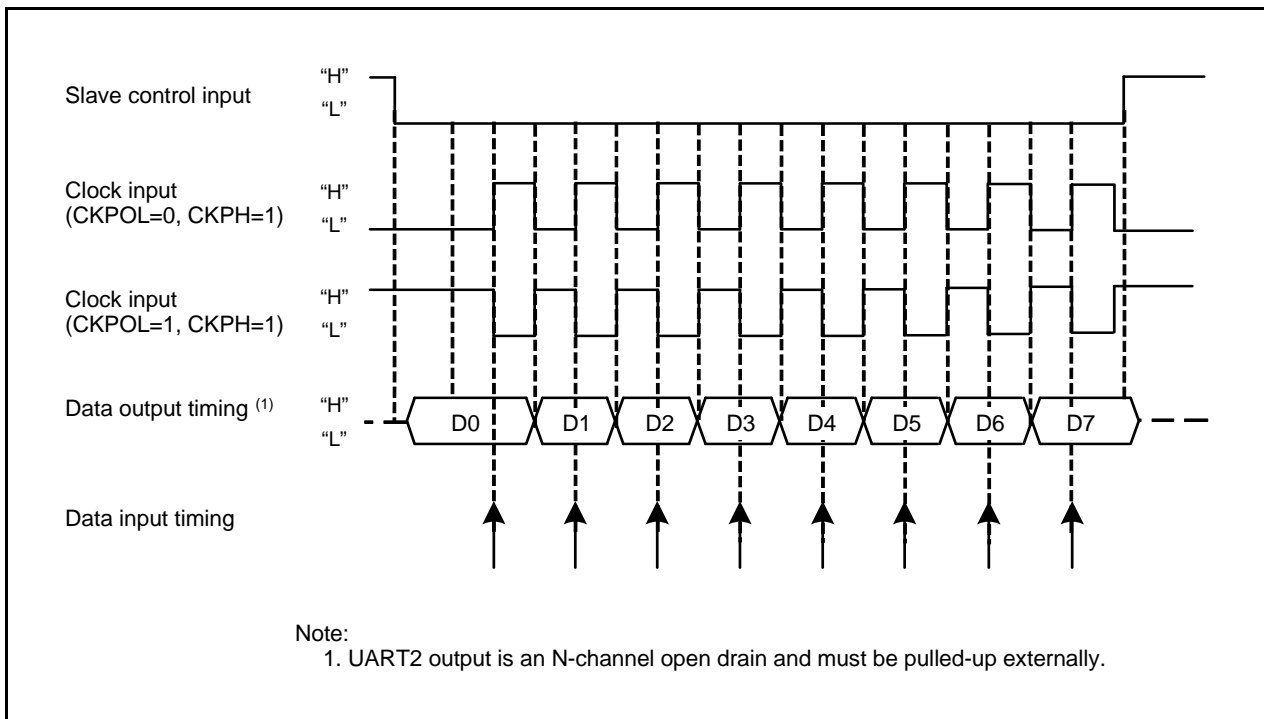 Slave control input
“H”
“L”
Clock input
(CKPOL=0, CKPH=1)
“H”
“L”
Clock input
(CKPOL=1, CKPH=1)
“H”
“L”
Data output timing (1)
“H”
“L”
D0 D1 D2 D3 D4 D5 D6 D7
Data input timing
Note:
1. UART2 output is an N-channel open drain and must be pulled-up externally.